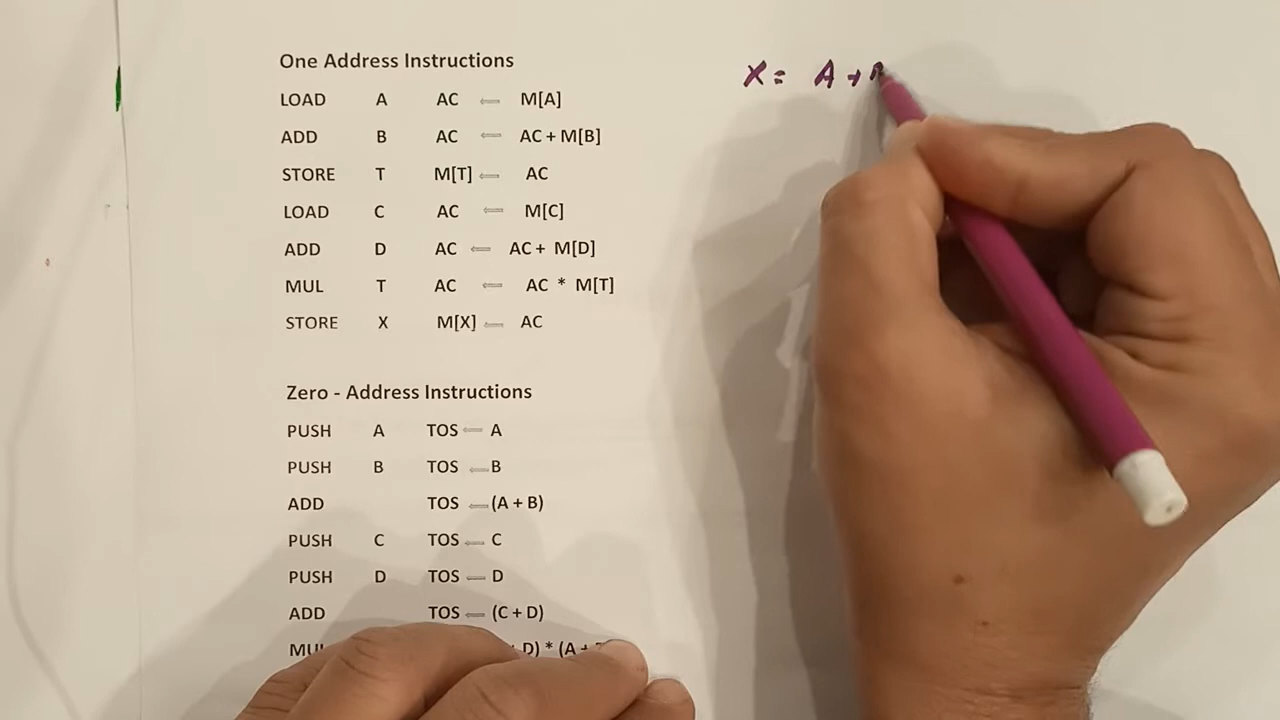 One Address Instructions
LOAD A AC ⇐ M[A]
ADD B AC ⇐ AC + M[B]
STORE T M[T] ⇐ AC
LOAD C AC ⇐ M[C]
ADD D AC ⇐ AC + M[D]
MUL T AC ⇐ AC * M[T]
STORE X M[X] ⇐ AC
Zero - Address Instructions
PUSH A TOS ⇐ A
PUSH B TOS ⇐ B
ADD TOS ⇐ (A + B)
PUSH C TOS ⇐ C
PUSH D TOS ⇐ D
ADD TOS ⇐ (C + D)
D) * (A +
X = A +